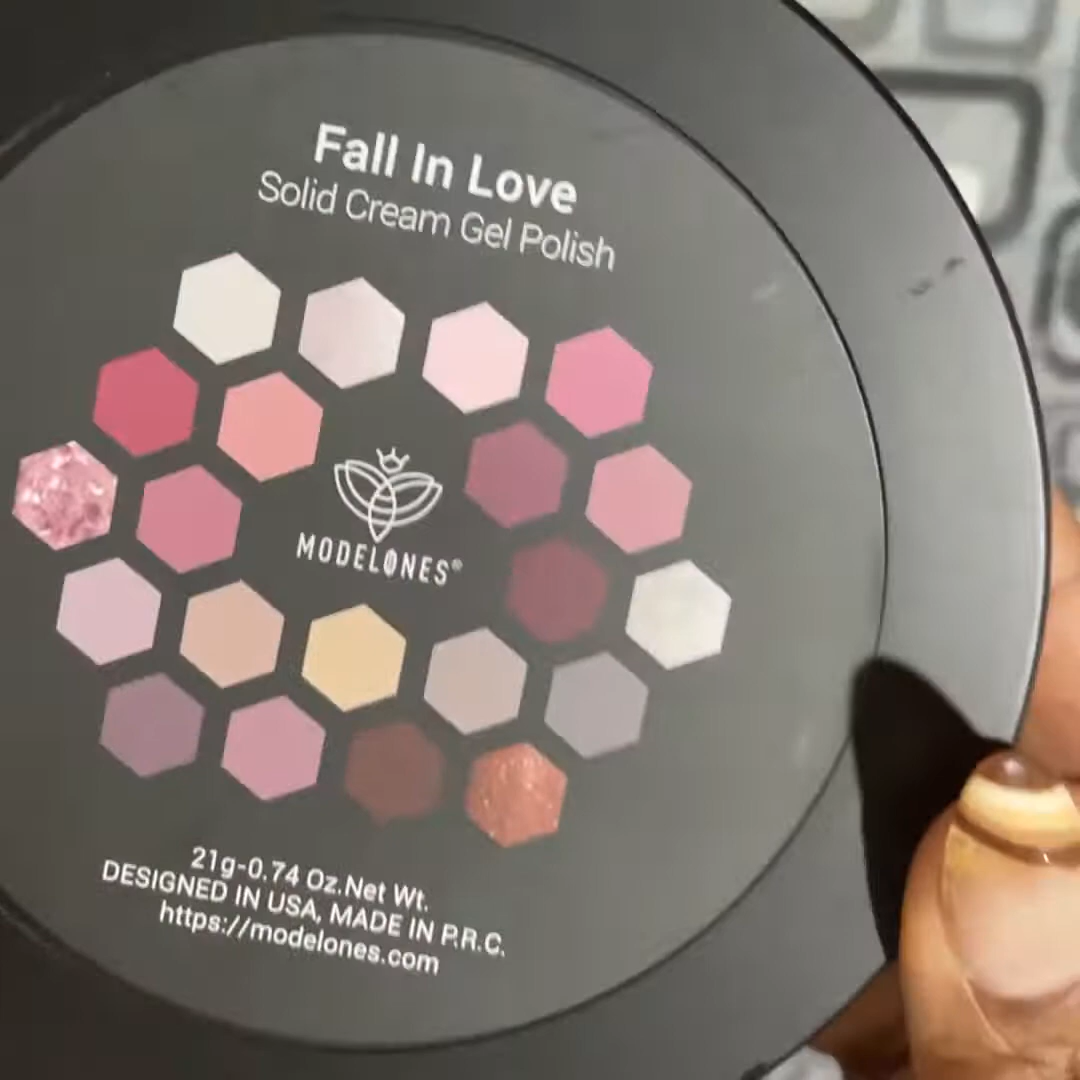 Fall In Love
Solid Cream Gel Polish
MODELONES®
21g-0.74 Oz.Net Wt.
DESIGNED IN USA, MADE IN P.R.C.
https://modelones.com